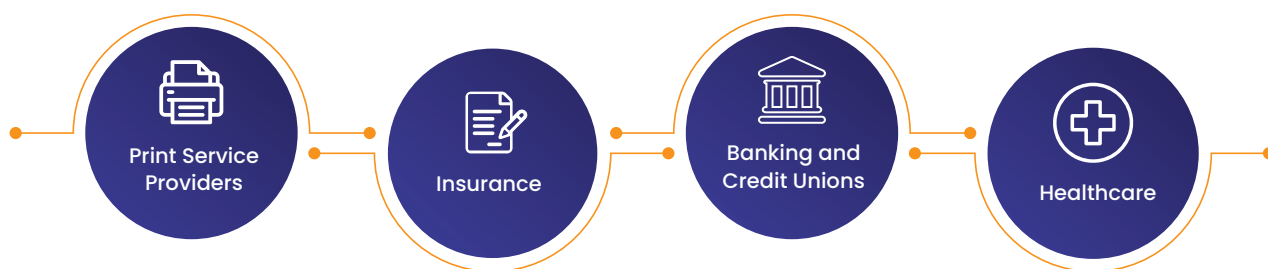 Print Service
Providers
Insurance
Banking and
Credit Unions
Healthcare